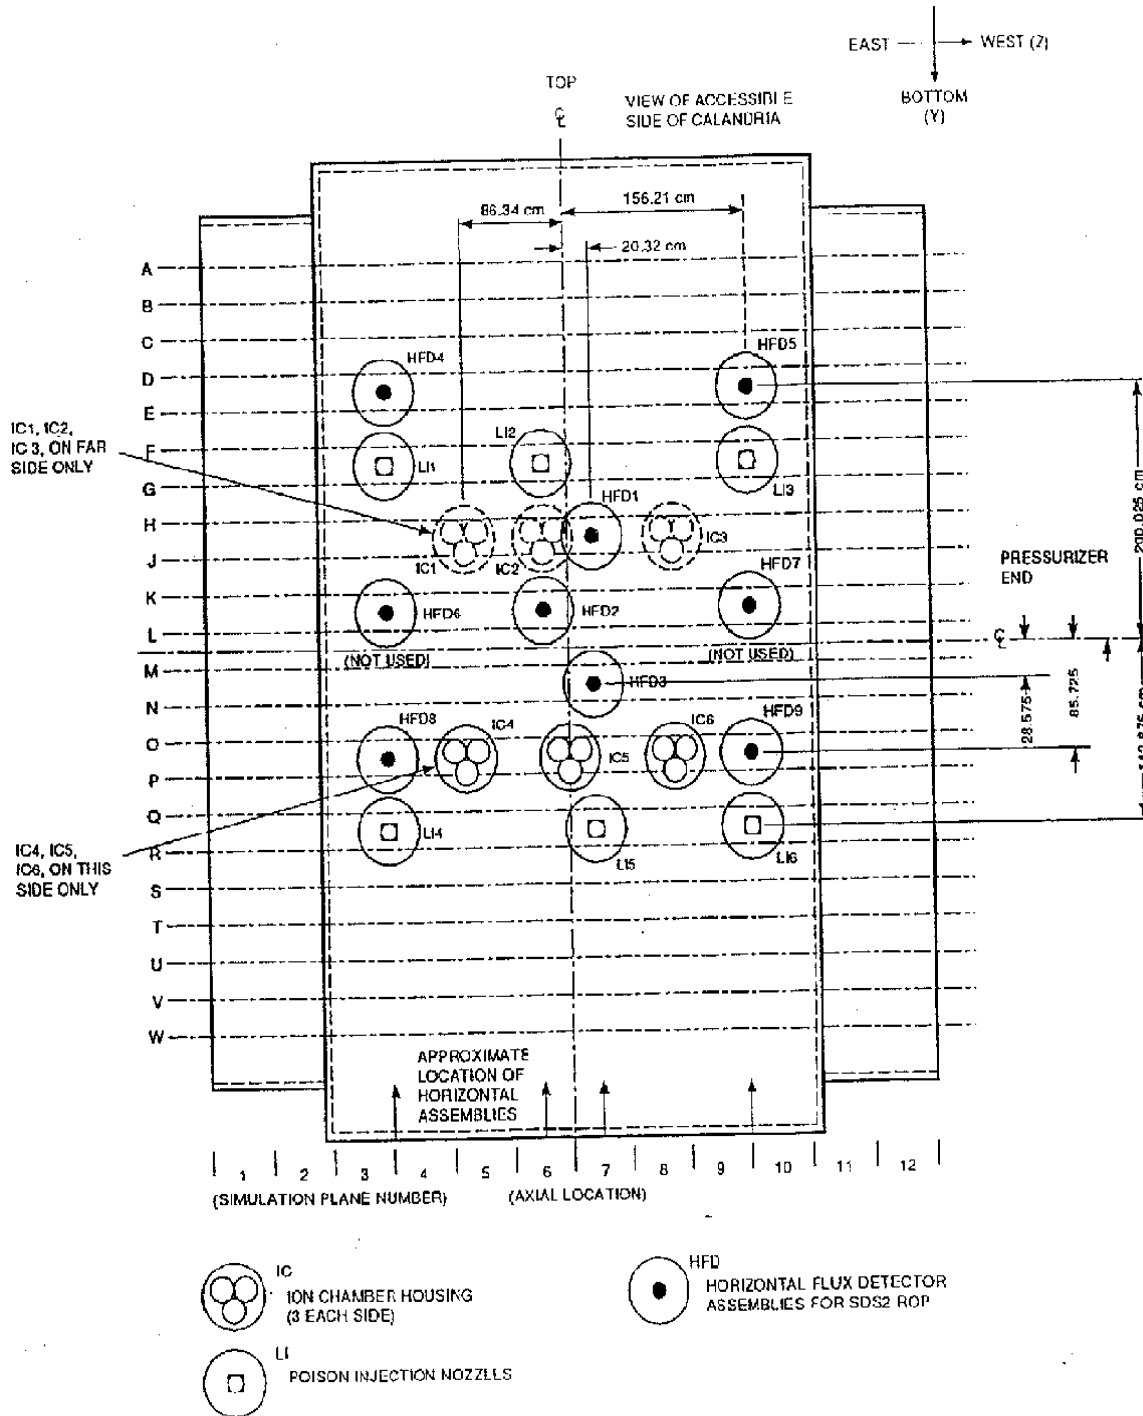 EAST
WEST (Z)
BOTTOM
(Y)
TOP
℄
VIEW OF ACCESSIBLE
SIDE OF CALANDRIA
156.21 cm
86.34 cm
20.32 cm
A
B
C
HFD4
HFD5
D
E
IC1, IC2,
IC 3, ON FAR
SIDE ONLY
F
LI2
LI1
LI3
G
HFD1
H
IC3
J
IC1
IC2
PRESSURIZER
END
K
HFD7
HFD6
HFD2
L
℄
(NOT USED)
(NOT USED)
M
HFD3
N
28.575
85.725
HFD8
IC4
IC6
HFD9
O
IC5
P
Q
LI4
LI5
LI6
IC4, IC5,
IC6, ON THIS
SIDE ONLY
R
S
T
U
V
W
APPROXIMATE
LOCATION OF
HORIZONTAL
ASSEMBLIES
1 2 3 4 5 6 7 8 9 10 11 12
(SIMULATION PLANE NUMBER) (AXIAL LOCATION)
IC
ION CHAMBER HOUSING
(3 EACH SIDE)
HFD
HORIZONTAL FLUX DETECTOR
ASSEMBLIES FOR SDS2 ROP
LI
POISON INJECTION NOZZLES